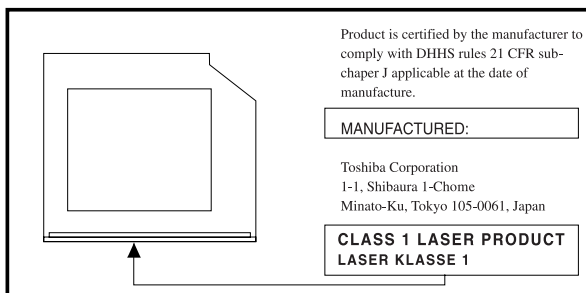 Product is certified by the manufacturer to
comply with DHHS rules 21 CFR sub-
chaper J applicable at the date of
manufacture.
MANUFACTURED:
Toshiba Corporation
1-1, Shibaura 1-Chome
Minato-Ku, Tokyo 105-0061, Japan
CLASS 1 LASER PRODUCT
LASER KLASSE 1